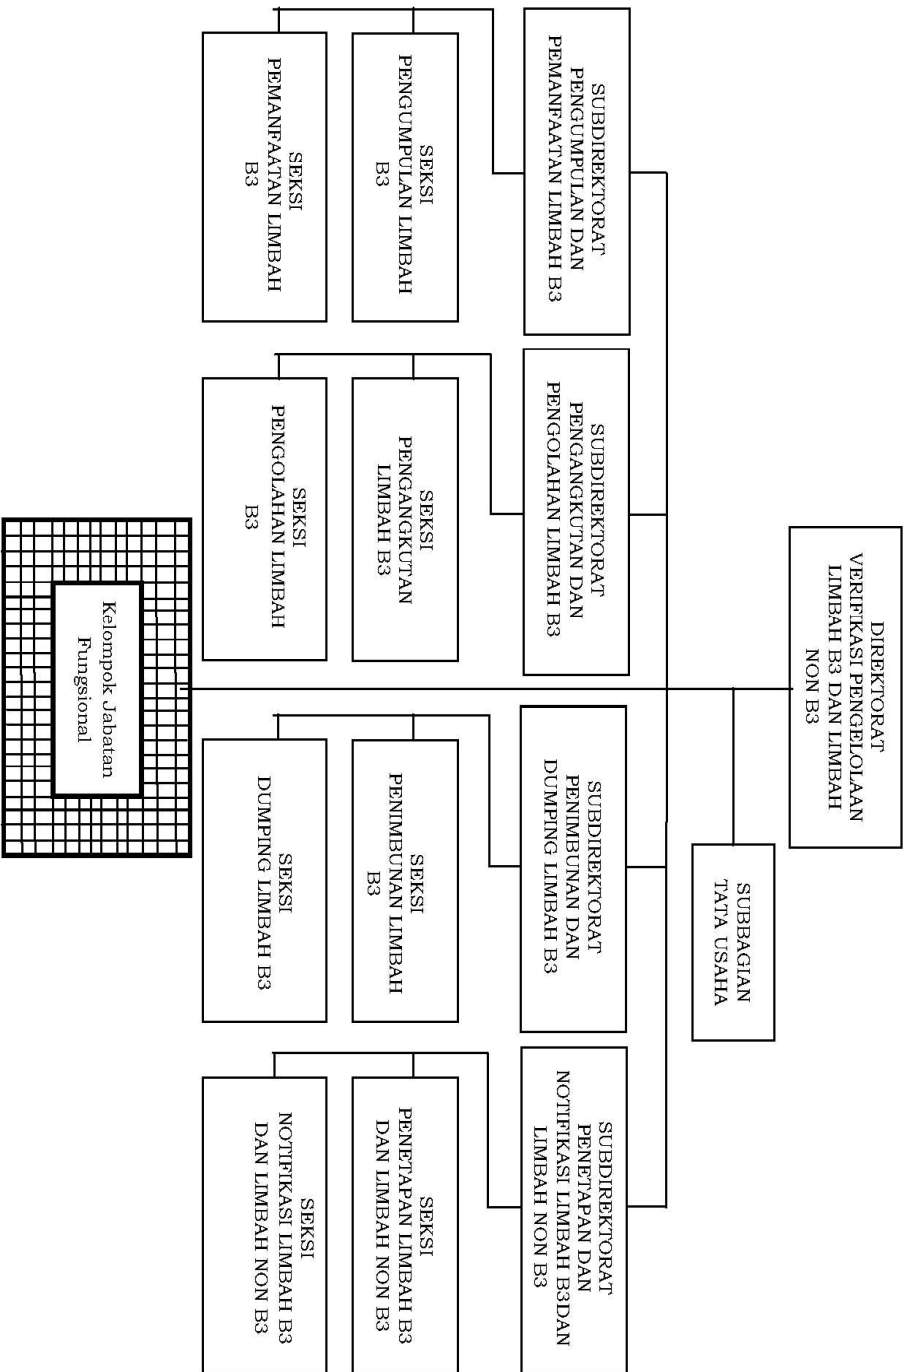 DIREKTORAT
VERIFIKASI PENGELOLAAN
LIMBAH B3 DAN LIMBAH
NON B3
SUBBAGIAN
TATA USAHA
SUBDIREKTORAT
PENGUMPULAN DAN
PEMANFAATAN LIMBAH B3
SUBDIREKTORAT
PENGANGKUTAN DAN
PENGOLAHAN LIMBAH B3
SUBDIREKTORAT
PENIMBUNAN DAN
DUMPING LIMBAH B3
SUBDIREKTORAT
PENETAPAN DAN
NOTIFIKASI LIMBAH B3DAN
LIMBAH NON B3
SEKSI
PENGUMPULAN LIMBAH
B3
SEKSI
PENGANGKUTAN
LIMBAH B3
SEKSI
PENIMBUNAN LIMBAH
B3
SEKSI
PENETAPAN LIMBAH B3
DAN LIMBAH NON B3
SEKSI
PEMANFAATAN LIMBAH
B3
SEKSI
PENGOLAHAN LIMBAH
B3
SEKSI
DUMPING LIMBAH B3
SEKSI
NOTIFIKASI LIMBAH B3
DAN LIMBAH NON B3
Kelompok Jabatan
Fungsional